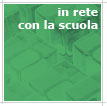 in rete
con la scuola